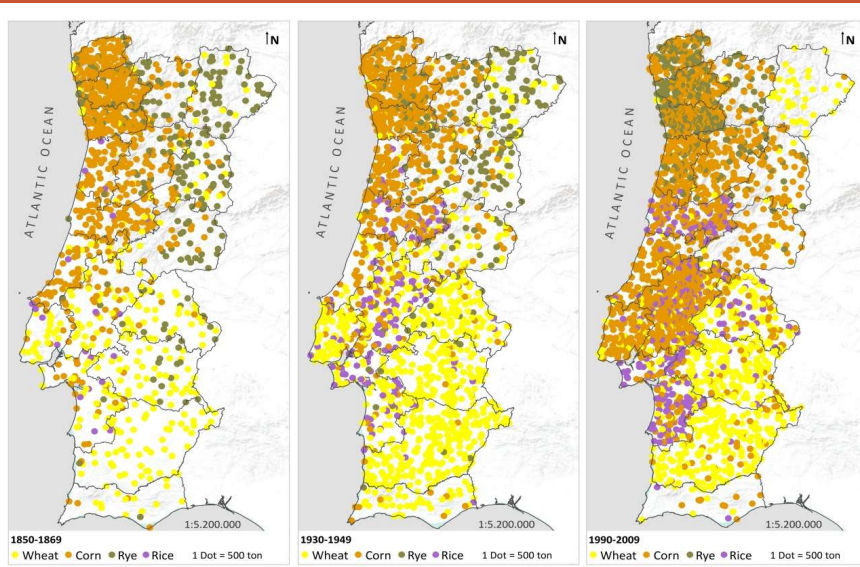 N
ATLANTIC OCEAN
1:5.200.000
1850-1869
Wheat Corn Rye Rice 1 Dot = 500 ton
N
ATLANTIC OCEAN
1:5.200.000
1930-1949
Wheat Corn Rye Rice 1 Dot = 500 ton
N
ATLANTIC OCEAN
1:5.200.000
1990-2009
Wheat Corn Rye Rice 1 Dot = 500 ton